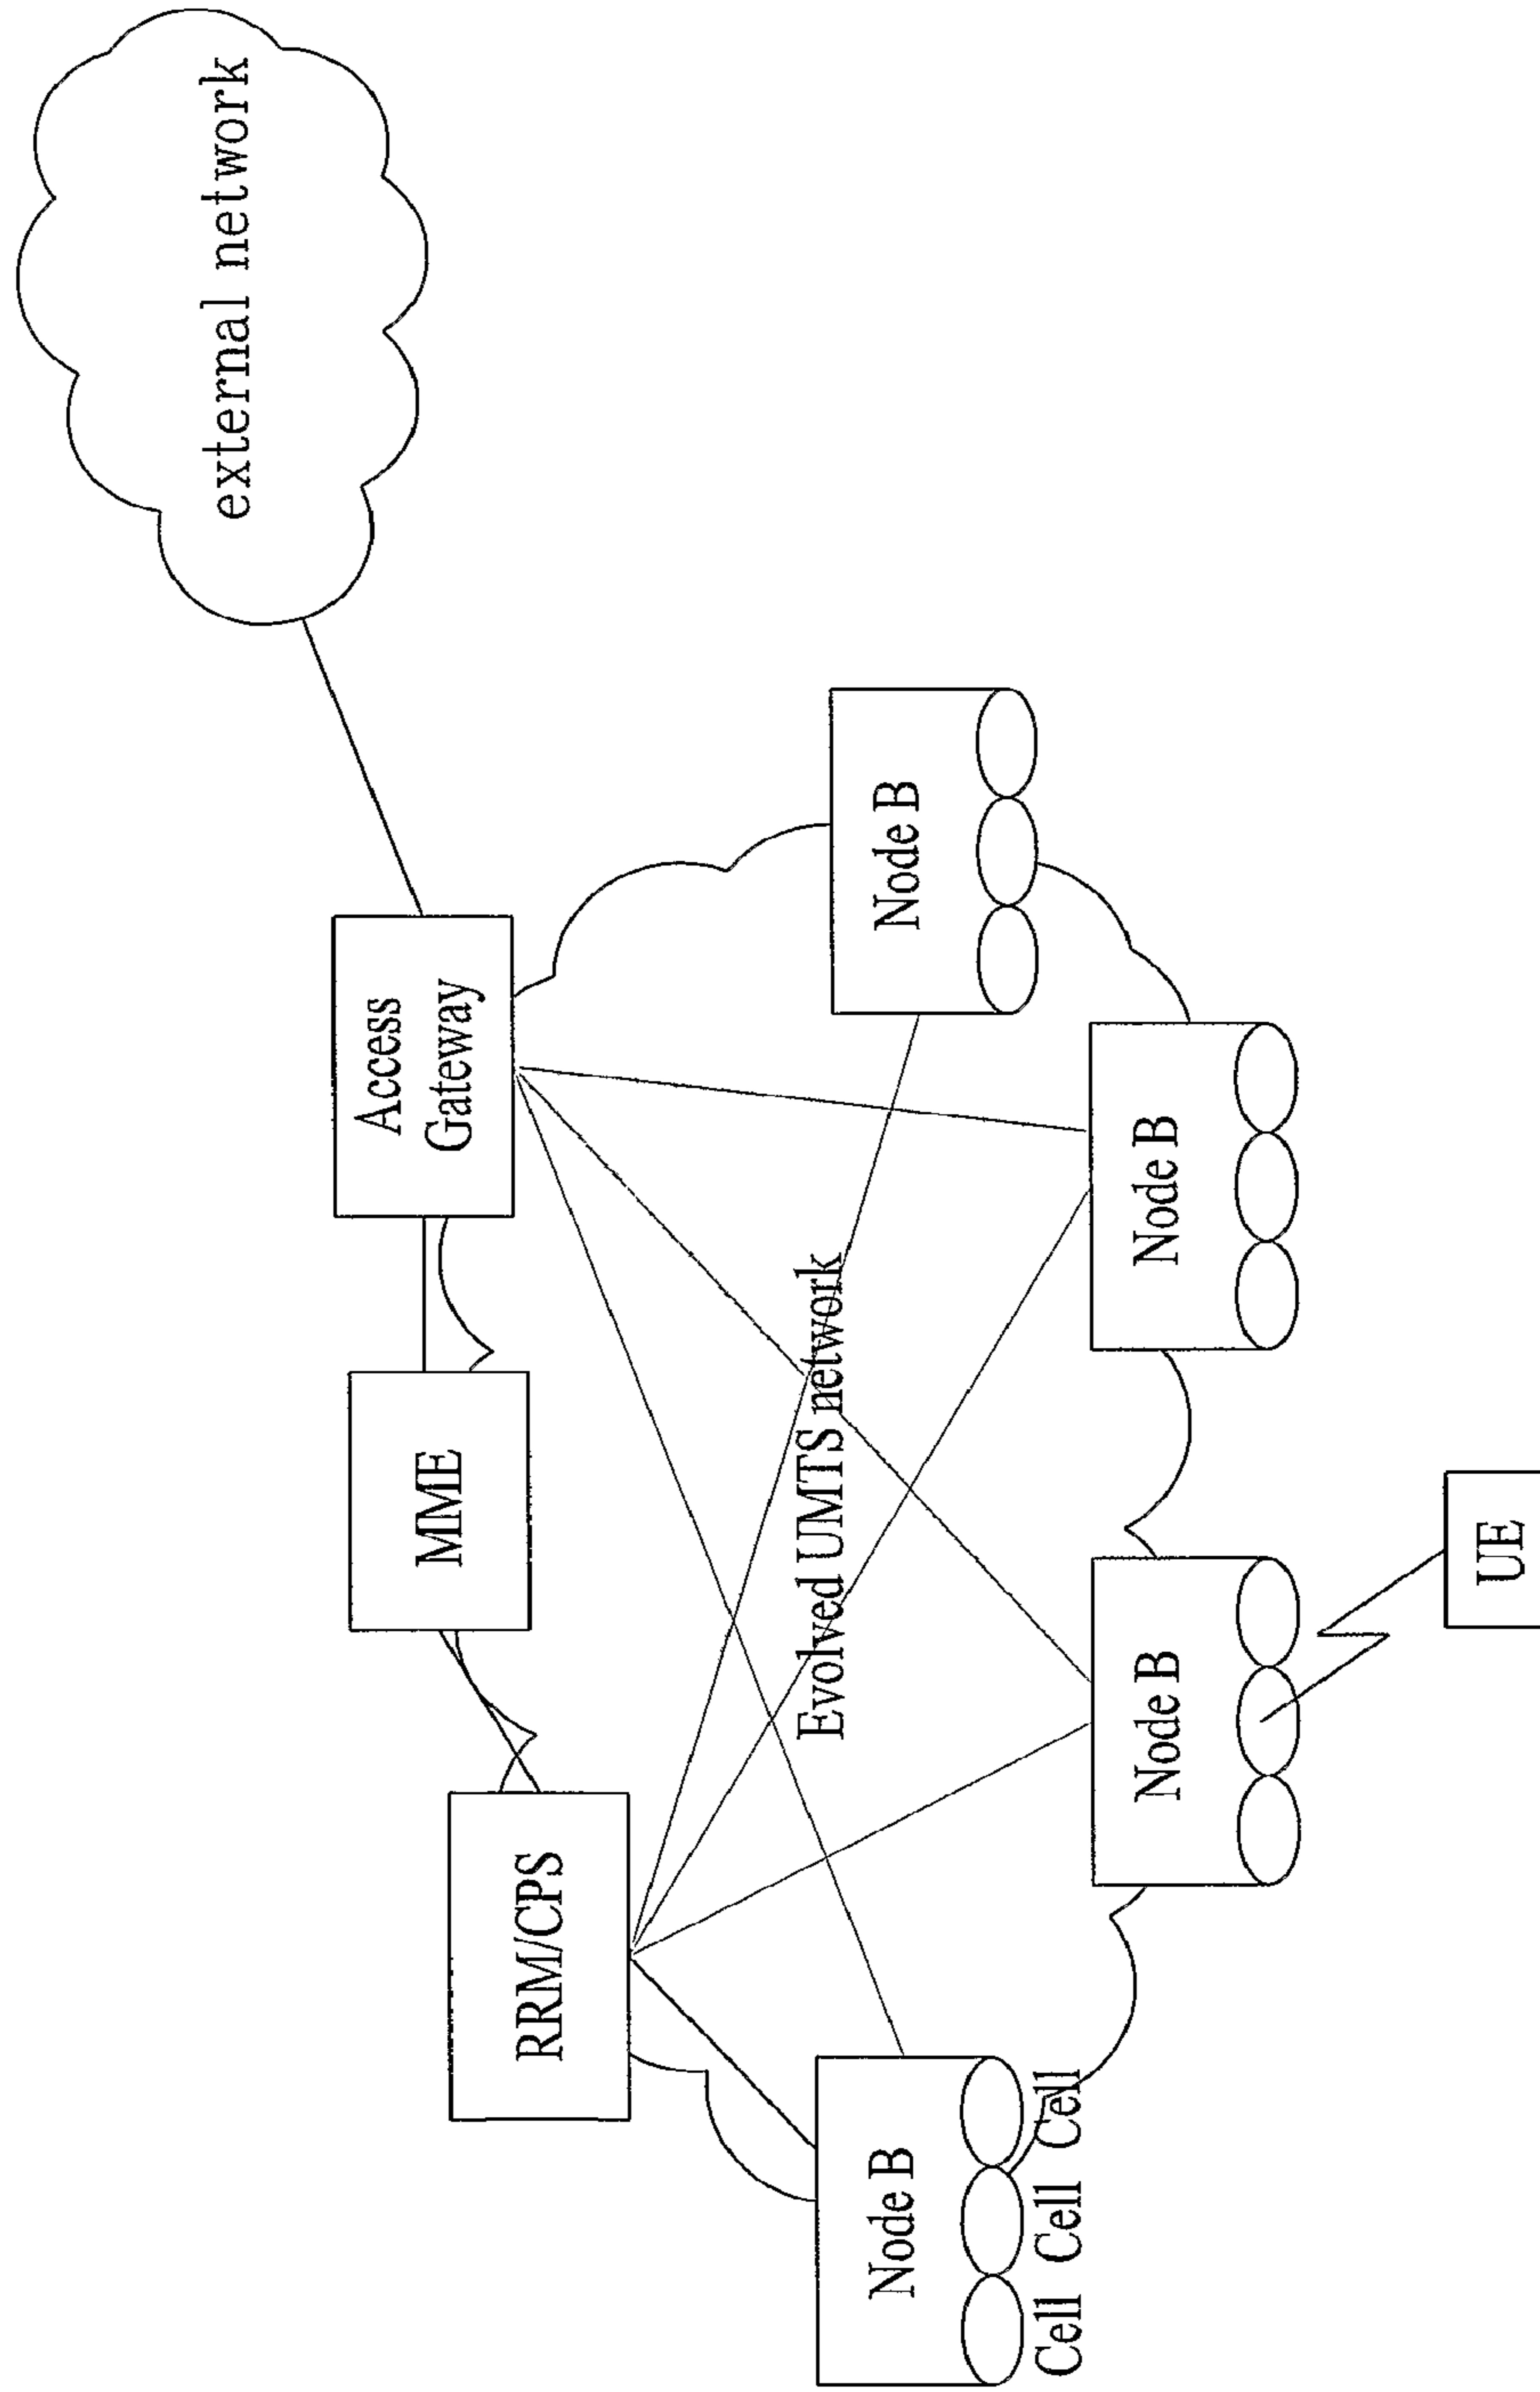 external network
Access
Gateway
MME
RRM/CPS
Evolved UMTS network
Node B
Node B
Node B
Node B
Cell Cell Cell
UE